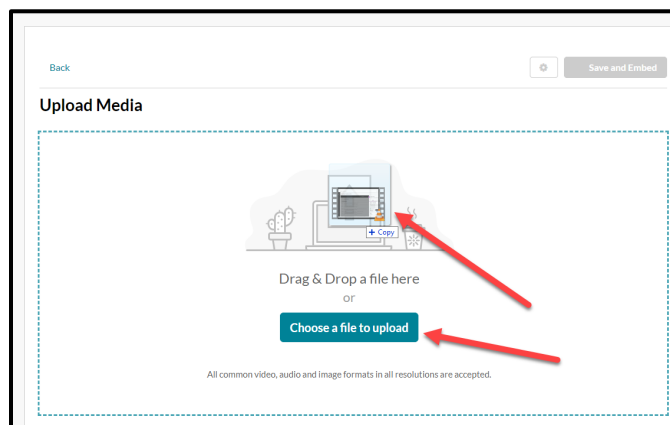 Back
Save and Embed
Upload Media
+ Copy
Drag & Drop a file here
or
Choose a file to upload
All common video, audio and image formats in all resolutions are accepted.